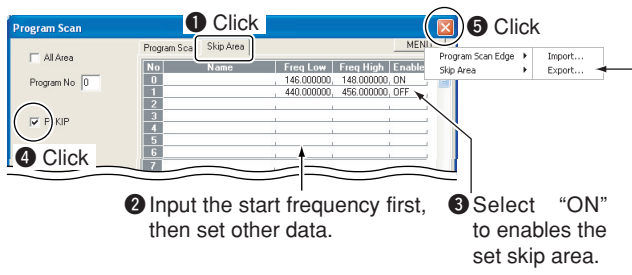 ❶ Click
Program Scan
❺ Click
All Area
Program Sca
Skip Area
MENU
Program Scan Edge
Import...
Skip Area
Export...
Program No 0
No Name Freq Low Freq High Enable
0 146.000000, 148.000000, ON
1 440.000000, 456.000000, OFF
2
3
4
5
6
7
P KIP
❹ Click
❷ Input the start frequency first,
then set other data.
❸ Select “ON”
to enables the
set skip area.